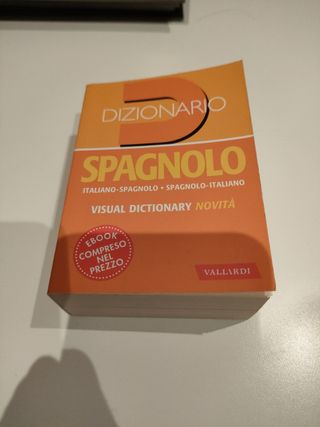 DIZIONARIO
SPAGNOLO
ITALIANO-SPAGNOLO • SPAGNOLO-ITALIANO
VISUAL DICTIONARY NOVITÀ
EBOOK
COMPRESO
NEL
PREZZO
VALLARDI